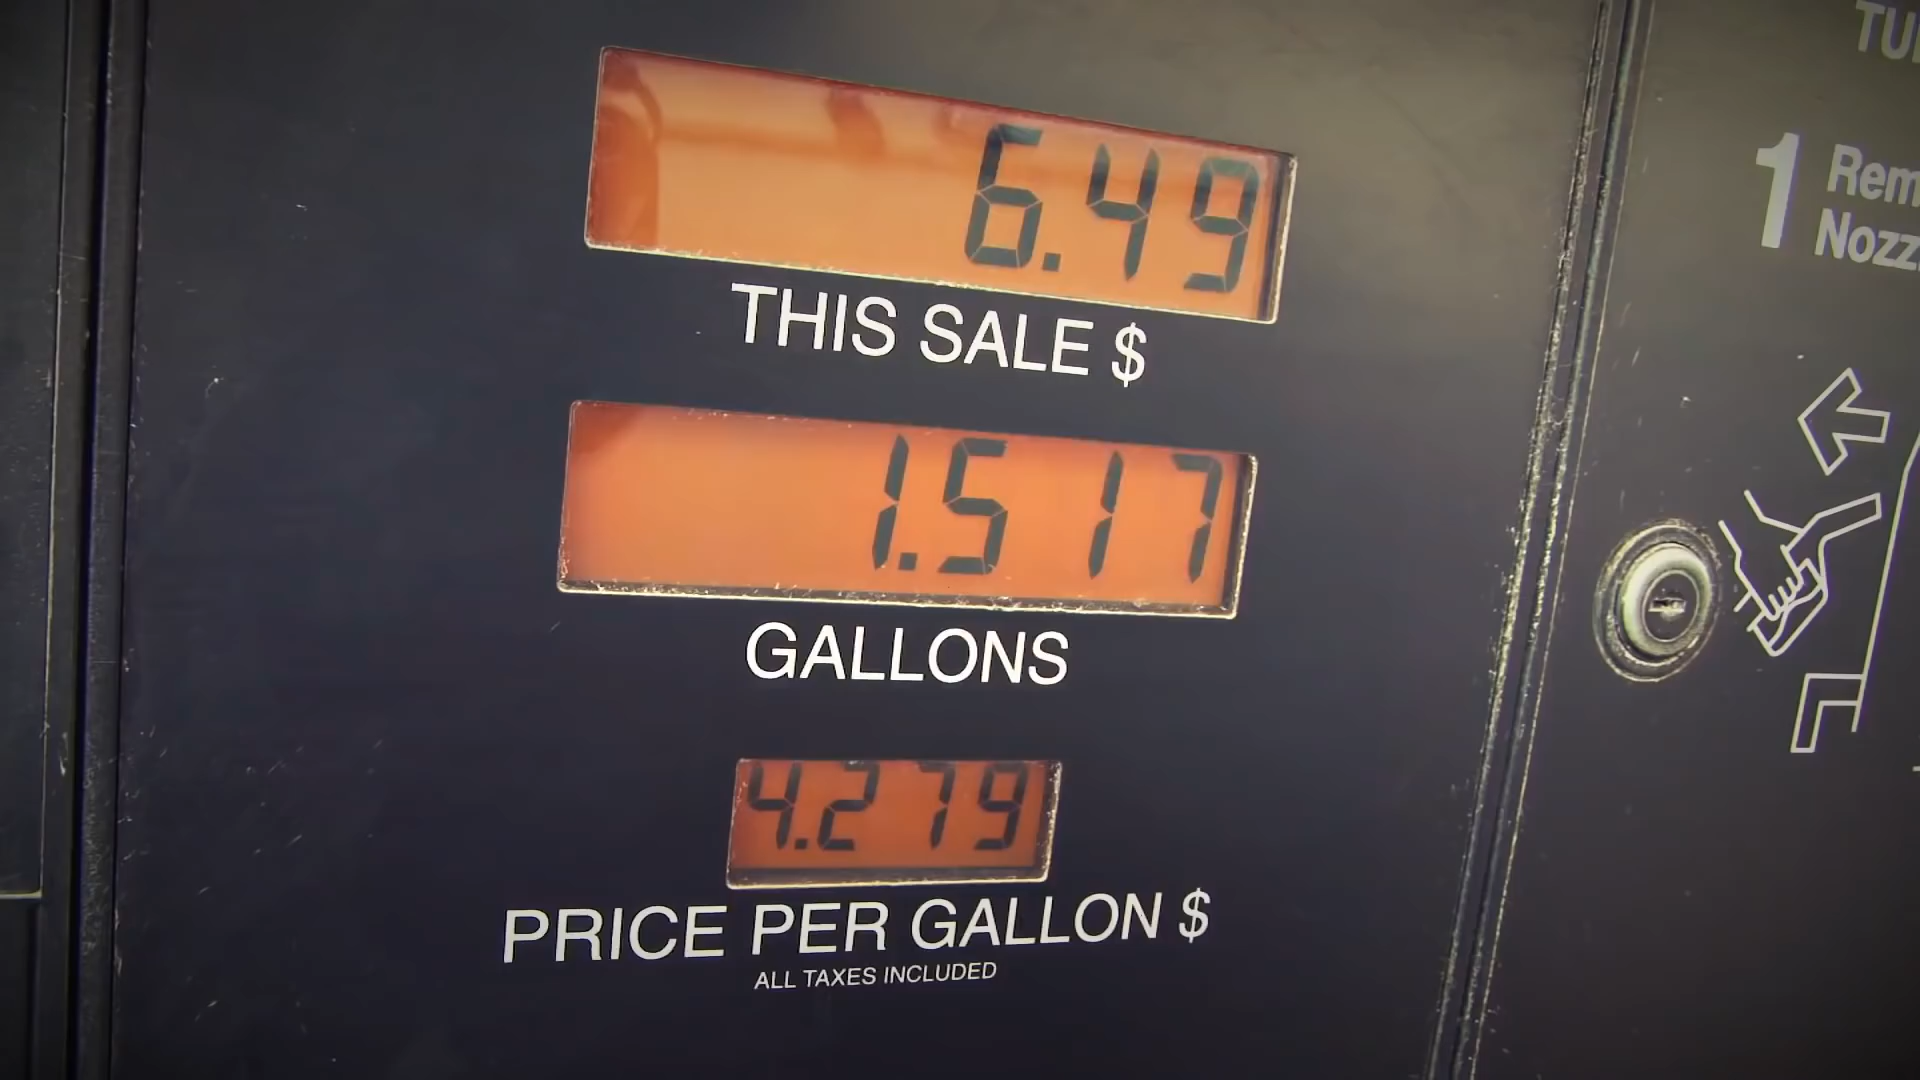 6.49
THIS SALE $
1.517
GALLONS
4.279
PRICE PER GALLON $
ALL TAXES INCLUDED
1